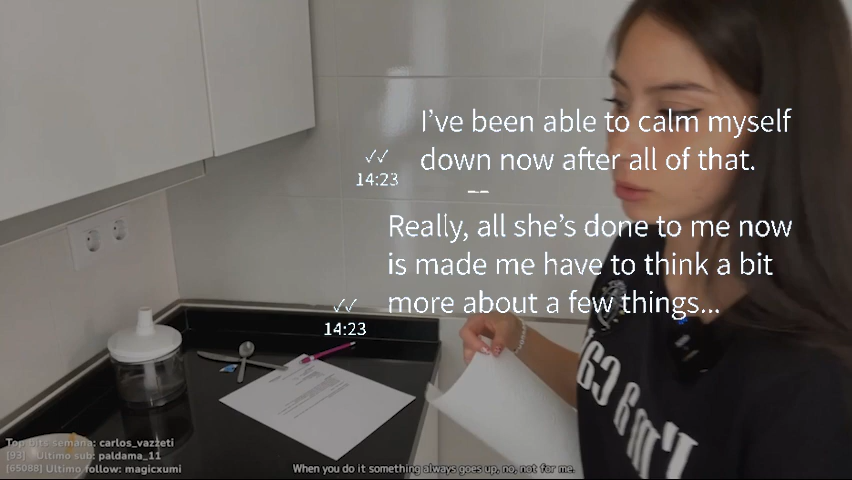 I've been able to calm myself
down now after all of that.
14:23
--
Really, all she's done to me now
is made me have to think a bit
more about a few things...
14:23
Top bits semana: carlos_vazzeti
[93] Ultimo sub: paldama_11
[65088] Ultimo follow: magicxumi
When you do it something always goes up, no, not for me.